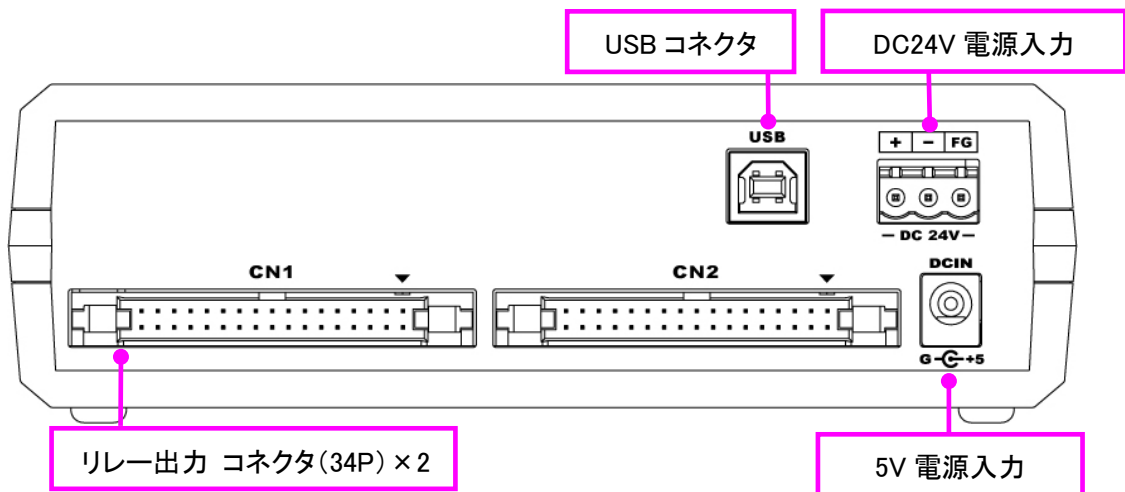 USB コネクタ
DC24V 電源入力
USB
+ − FG
− DC 24V −
CN1
CN2
DCIN
G +5
リレー出力 コネクタ(34P)×2
5V 電源入力